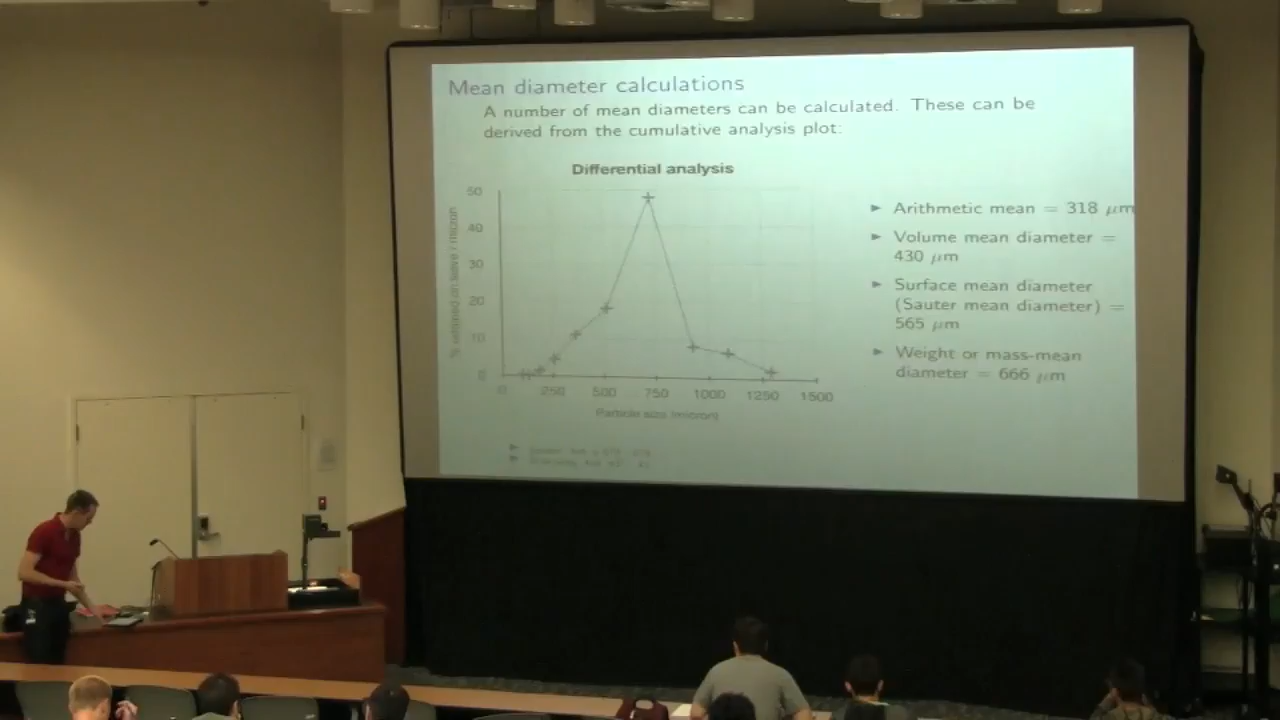 Mean diameter calculations
A number of mean diameters can be calculated. These can be
derived from the cumulative analysis plot:
Differential analysis
50
40
30
20
10
0
0 250 500 750 1000 1250 1500
Particle size (micron)
► Arithmetic mean = 318 μm
► Volume mean diameter =
430 μm
► Surface mean diameter
(Sauter mean diameter) =
565 μm
► Weight or mass-mean
diameter = 666 μm